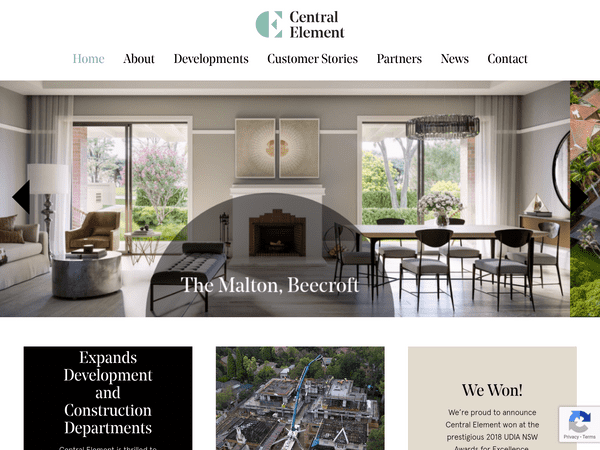 Central
Element
Home About Developments Customer Stories Partners News Contact
The Malton, Beecroft
Expands
Development
and
Construction
Departments
Central Element is thrilled to
We Won!
We're proud to announce
Central Element won at the
prestigious 2018 UDIA NSW
Awards for Excellence
Privacy - Terms